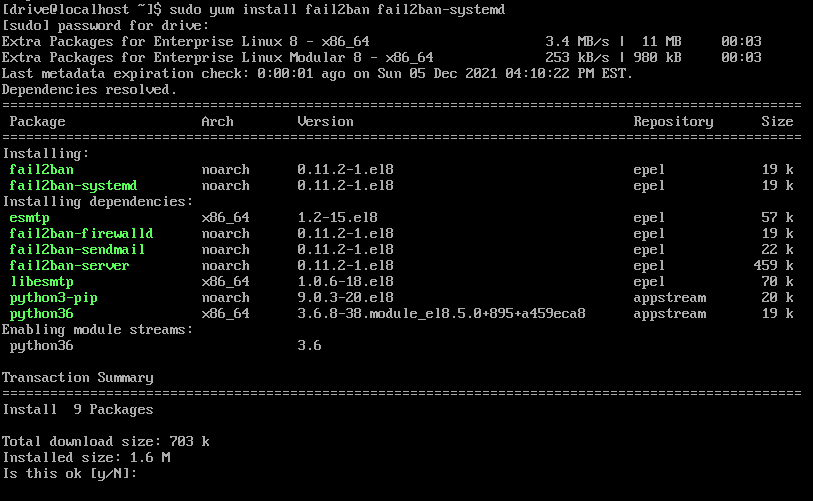 [drive@localhost ~]$ sudo yum install fail2ban fail2ban-systemd
[sudo] password for drive:
Extra Packages for Enterprise Linux 8 - x86_64                      3.4 MB/s |  11 MB     00:03
Extra Packages for Enterprise Linux Modular 8 - x86_64              253 kB/s | 980 kB     00:03
Last metadata expiration check: 0:00:01 ago on Sun 05 Dec 2021 04:10:22 PM EST.
Dependencies resolved.
====================================================================================================
 Package                 Arch        Version                                   Repository      Size
====================================================================================================
Installing:
 fail2ban                noarch      0.11.2-1.el8                              epel            19 k
 fail2ban-systemd        noarch      0.11.2-1.el8                              epel            19 k
Installing dependencies:
 esmtp                   x86_64      1.2-15.el8                                epel            57 k
 fail2ban-firewalld      noarch      0.11.2-1.el8                              epel            19 k
 fail2ban-sendmail       noarch      0.11.2-1.el8                              epel            22 k
 fail2ban-server         noarch      0.11.2-1.el8                              epel           459 k
 libesmtp                x86_64      1.0.6-18.el8                              epel            70 k
 python3-pip             noarch      9.0.3-20.el8                              appstream       20 k
 python36                x86_64      3.6.8-38.module_el8.5.0+895+a459eca8      appstream       19 k
Enabling module streams:
 python36                            3.6

Transaction Summary
====================================================================================================
Install  9 Packages

Total download size: 703 k
Installed size: 1.6 M
Is this ok [y/N]: